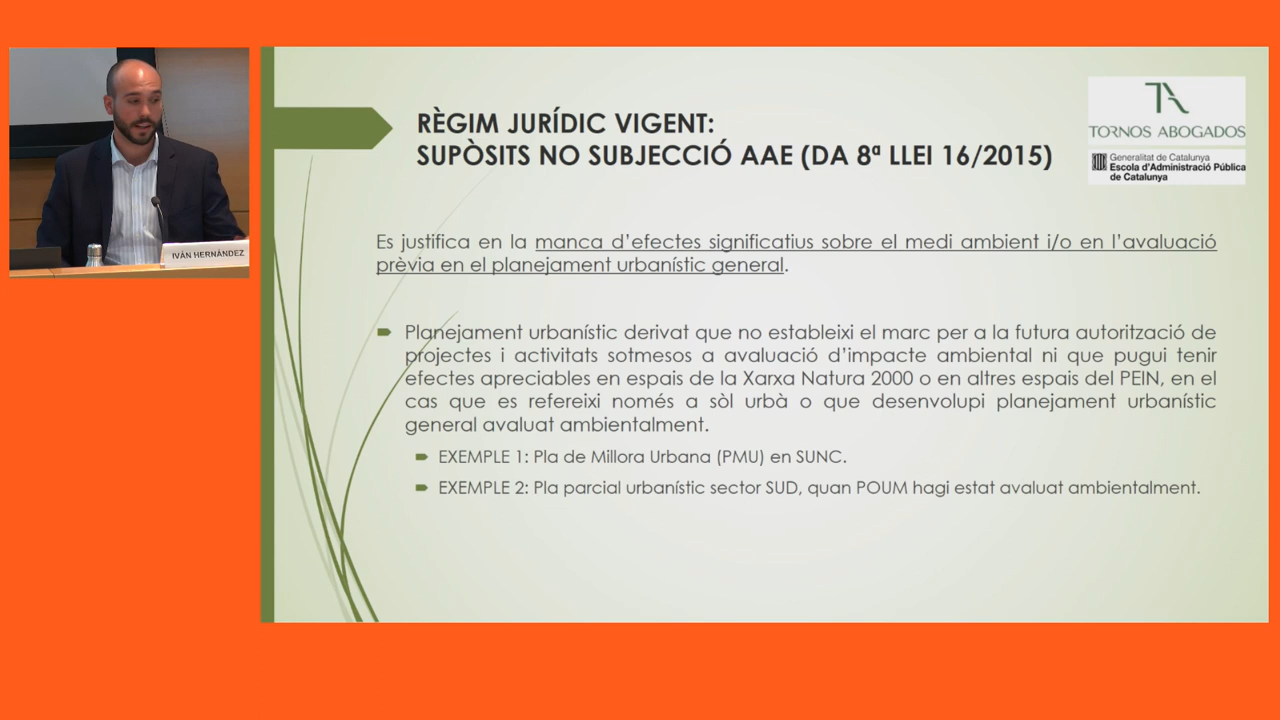 IVÁN HERNÁNDEZ
RÈGIM JURÍDIC VIGENT:
SUPÒSITS NO SUBJECCIÓ AAE (DA 8ª LLEI 16/2015)
TA
TORNOS ABOGADOS
Generalitat de Catalunya
Escola d'Administració Pública
de Catalunya
Es justifica en la manca d'efectes significatius sobre el medi ambient i/o en l'avaluació
prèvia en el planejament urbanístic general.
Planejament urbanístic derivat que no estableixi el marc per a la futura autorització de
projectes i activitats sotmesos a avaluació d'impacte ambiental ni que pugui tenir
efectes apreciables en espais de la Xarxa Natura 2000 o en altres espais del PEIN, en el
cas que es refereixi només a sòl urbà o que desenvolupi planejament urbanístic
general avaluat ambientalment.
EXEMPLE 1: Pla de Millora Urbana (PMU) en SUNC.
EXEMPLE 2: Pla parcial urbanístic sector SUD, quan POUM hagi estat avaluat ambientalment.